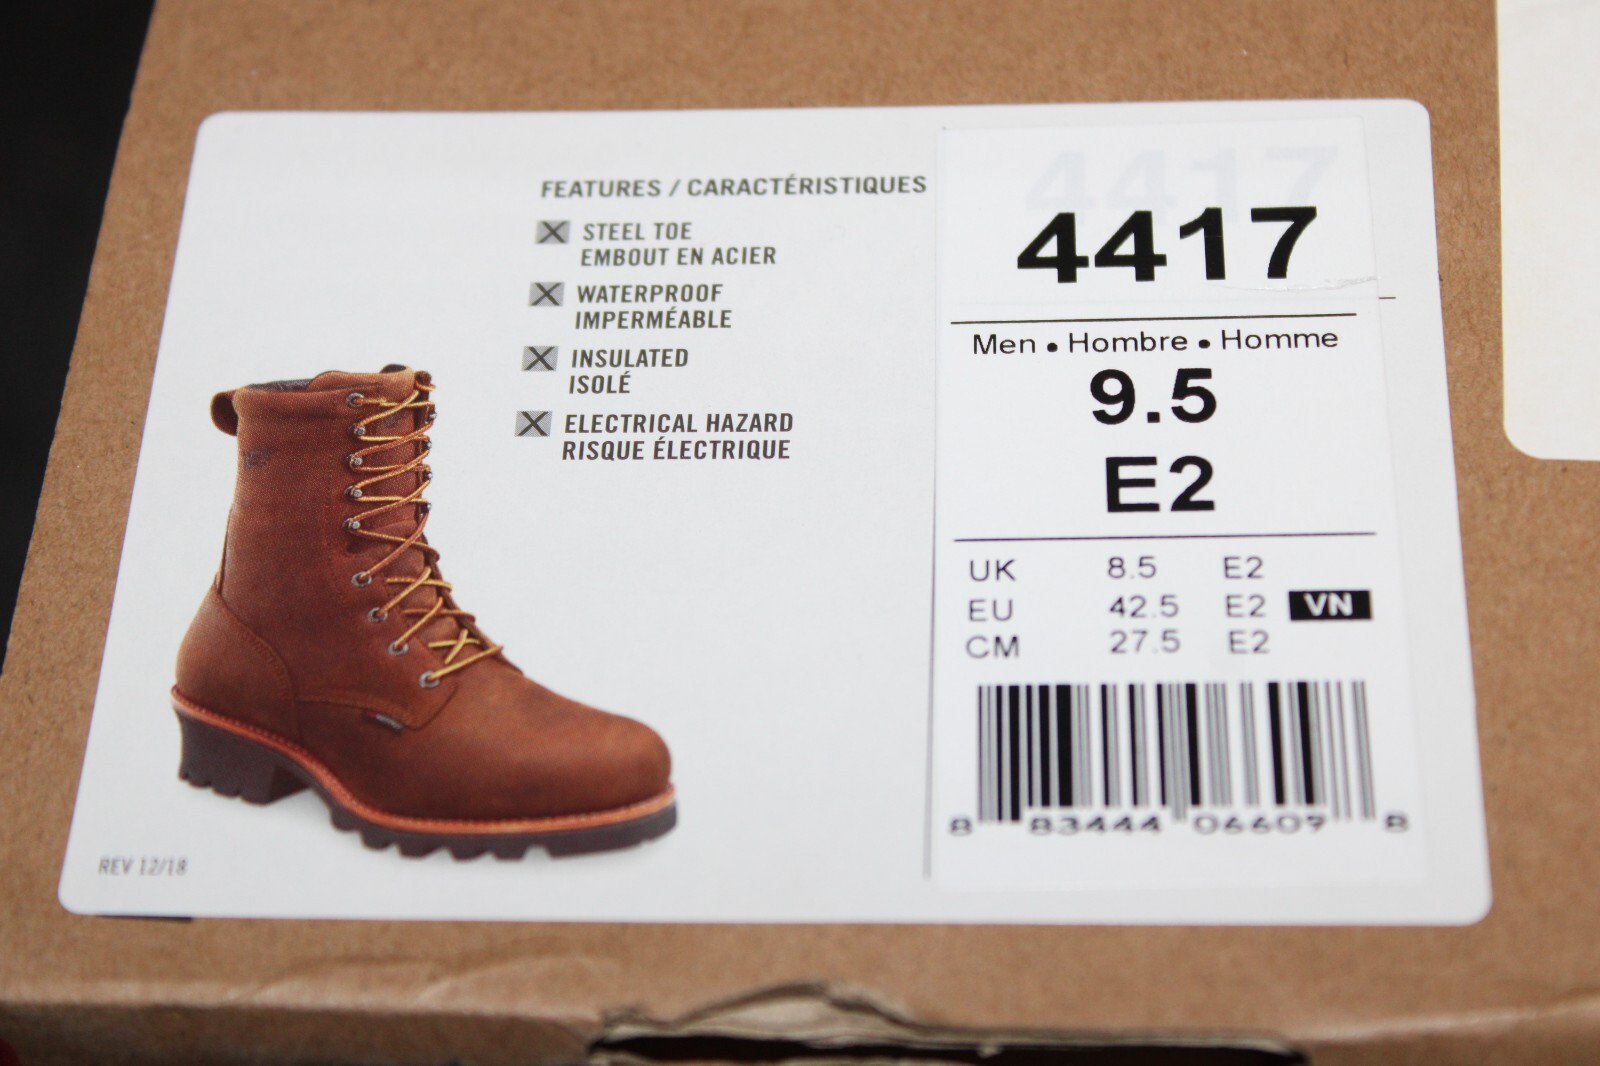 FEATURES / CARACTÉRISTIQUES
STEEL TOE
EMBOUT EN ACIER
WATERPROOF
IMPERMÉABLE
INSULATED
ISOLÉ
ELECTRICAL HAZARD
RISQUE ÉLECTRIQUE
REV 12/18
4417
4417
Men • Hombre • Homme
9.5
E2
UK 8.5 E2
EU 42.5 E2 VN
CM 27.5 E2
8 83444 06609 8